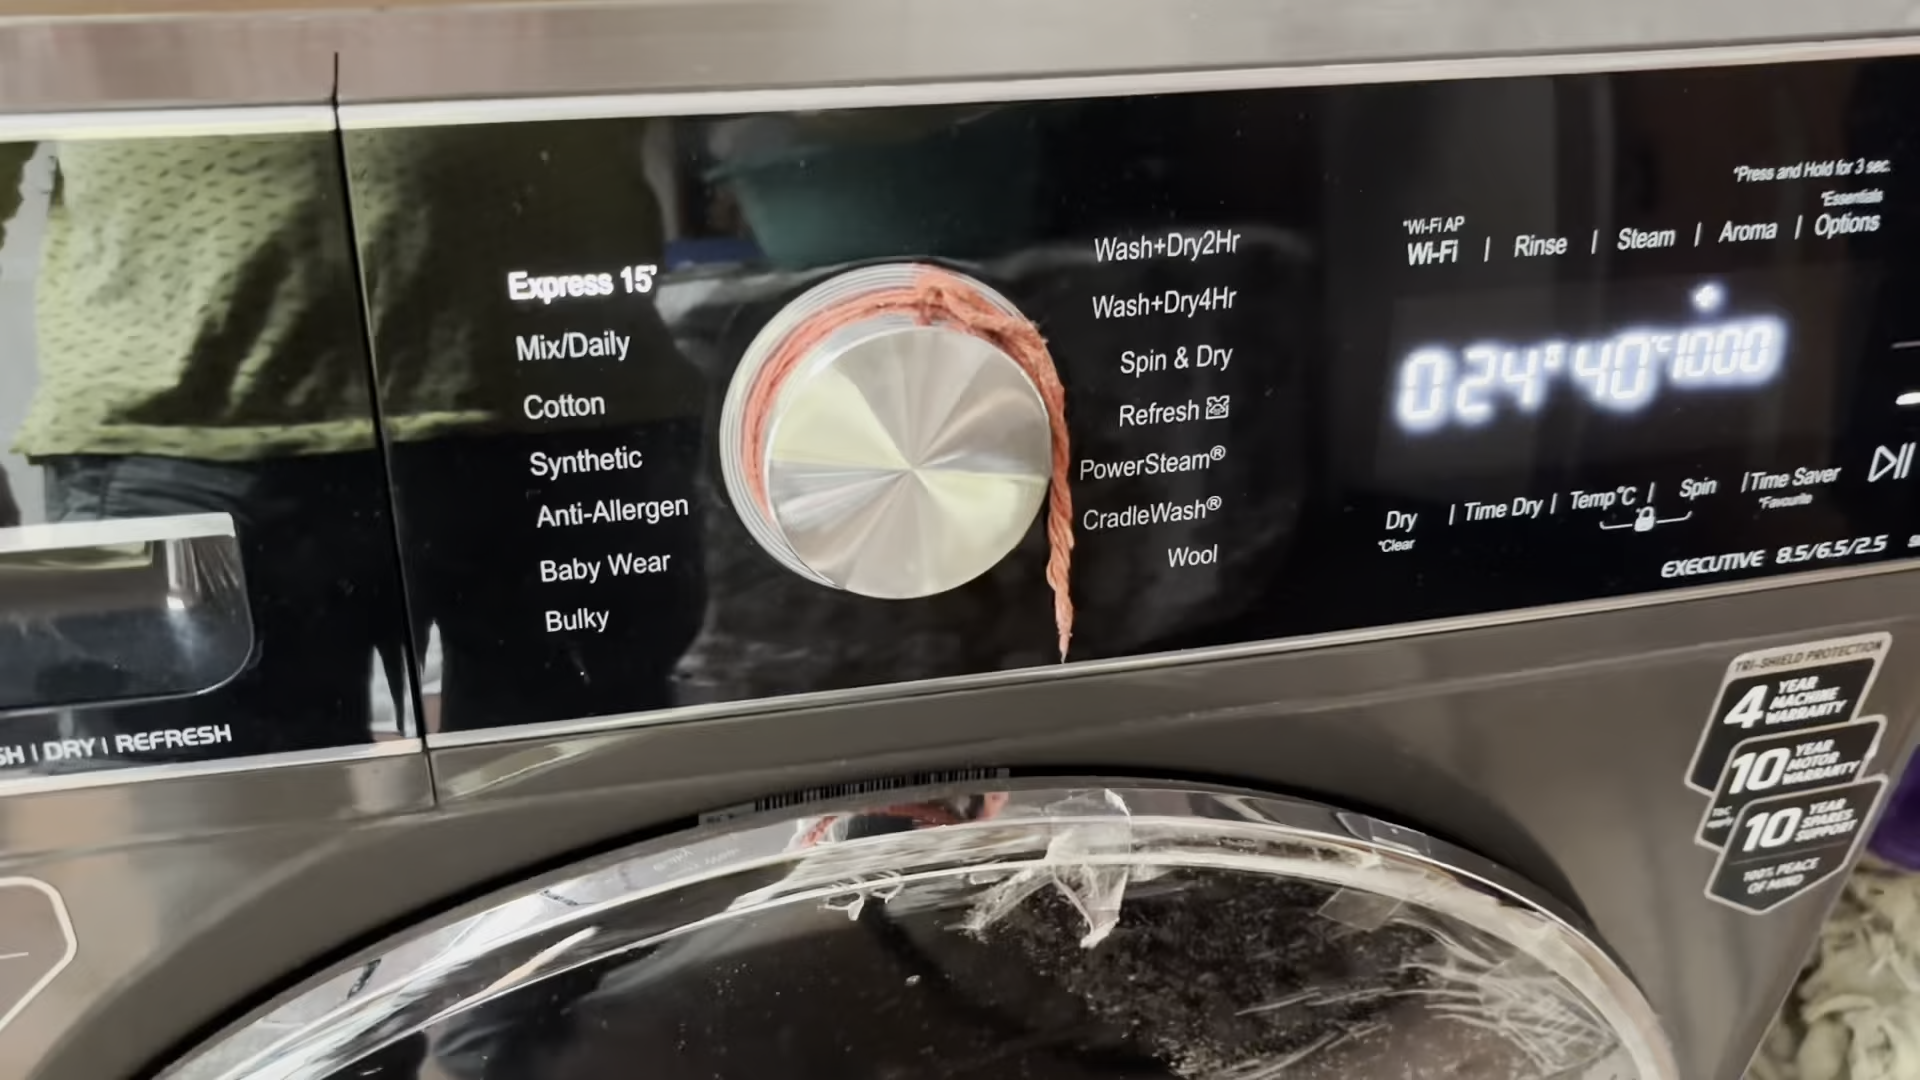 Express 15'
Mix/Daily
Cotton
Synthetic
Anti-Allergen
Baby Wear
Bulky
Wash+Dry2Hr
Wash+Dry4Hr
Spin & Dry
Refresh
PowerSteam®
CradleWash®
Wool
*Press and Hold for 3 sec.
*Essentials
*Wi-Fi AP
Wi-Fi | Rinse | Steam | Aroma | Options
0:24 40°C 1000
Dry | Time Dry | Temp°C | Spin | Time Saver
*Clear
*Favourite
EXECUTIVE 8.5/6.5/2.5
| DRY | REFRESH
TRI-SHIELD PROTECTION
4 YEAR MACHINE WARRANTY
10 YEAR MOTOR WARRANTY
10 YEAR SPARES SUPPORT
100% PEACE
OF MIND